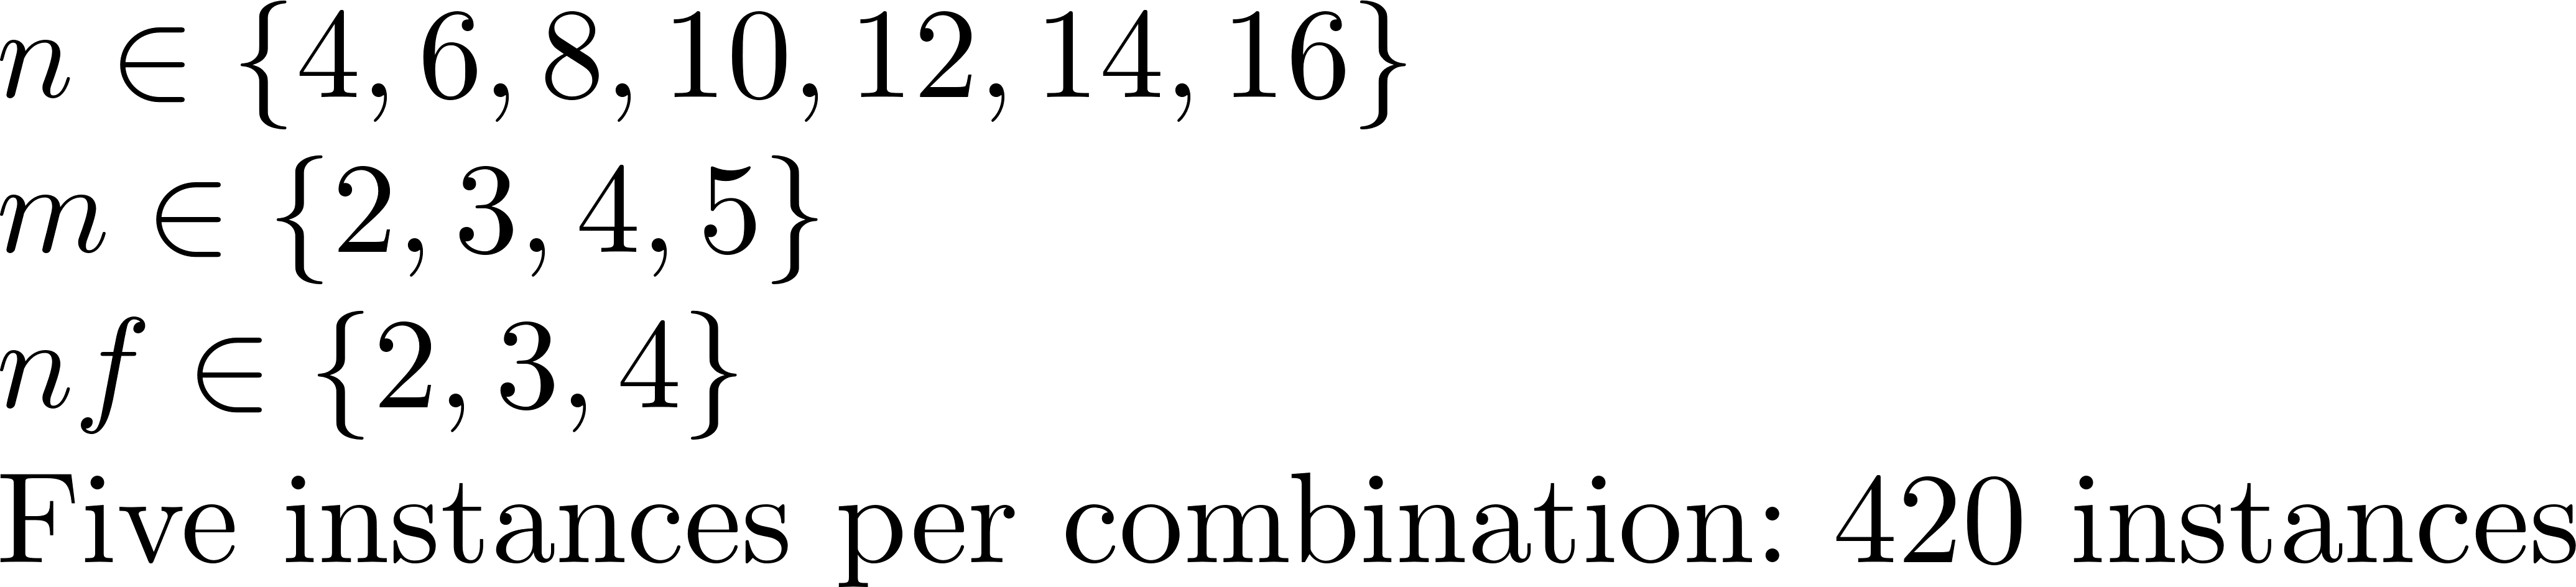 n ∈ {4, 6, 8, 10, 12, 14, 16}
m ∈ {2, 3, 4, 5}
nf ∈ {2, 3, 4}
Five instances per combination: 420 instances